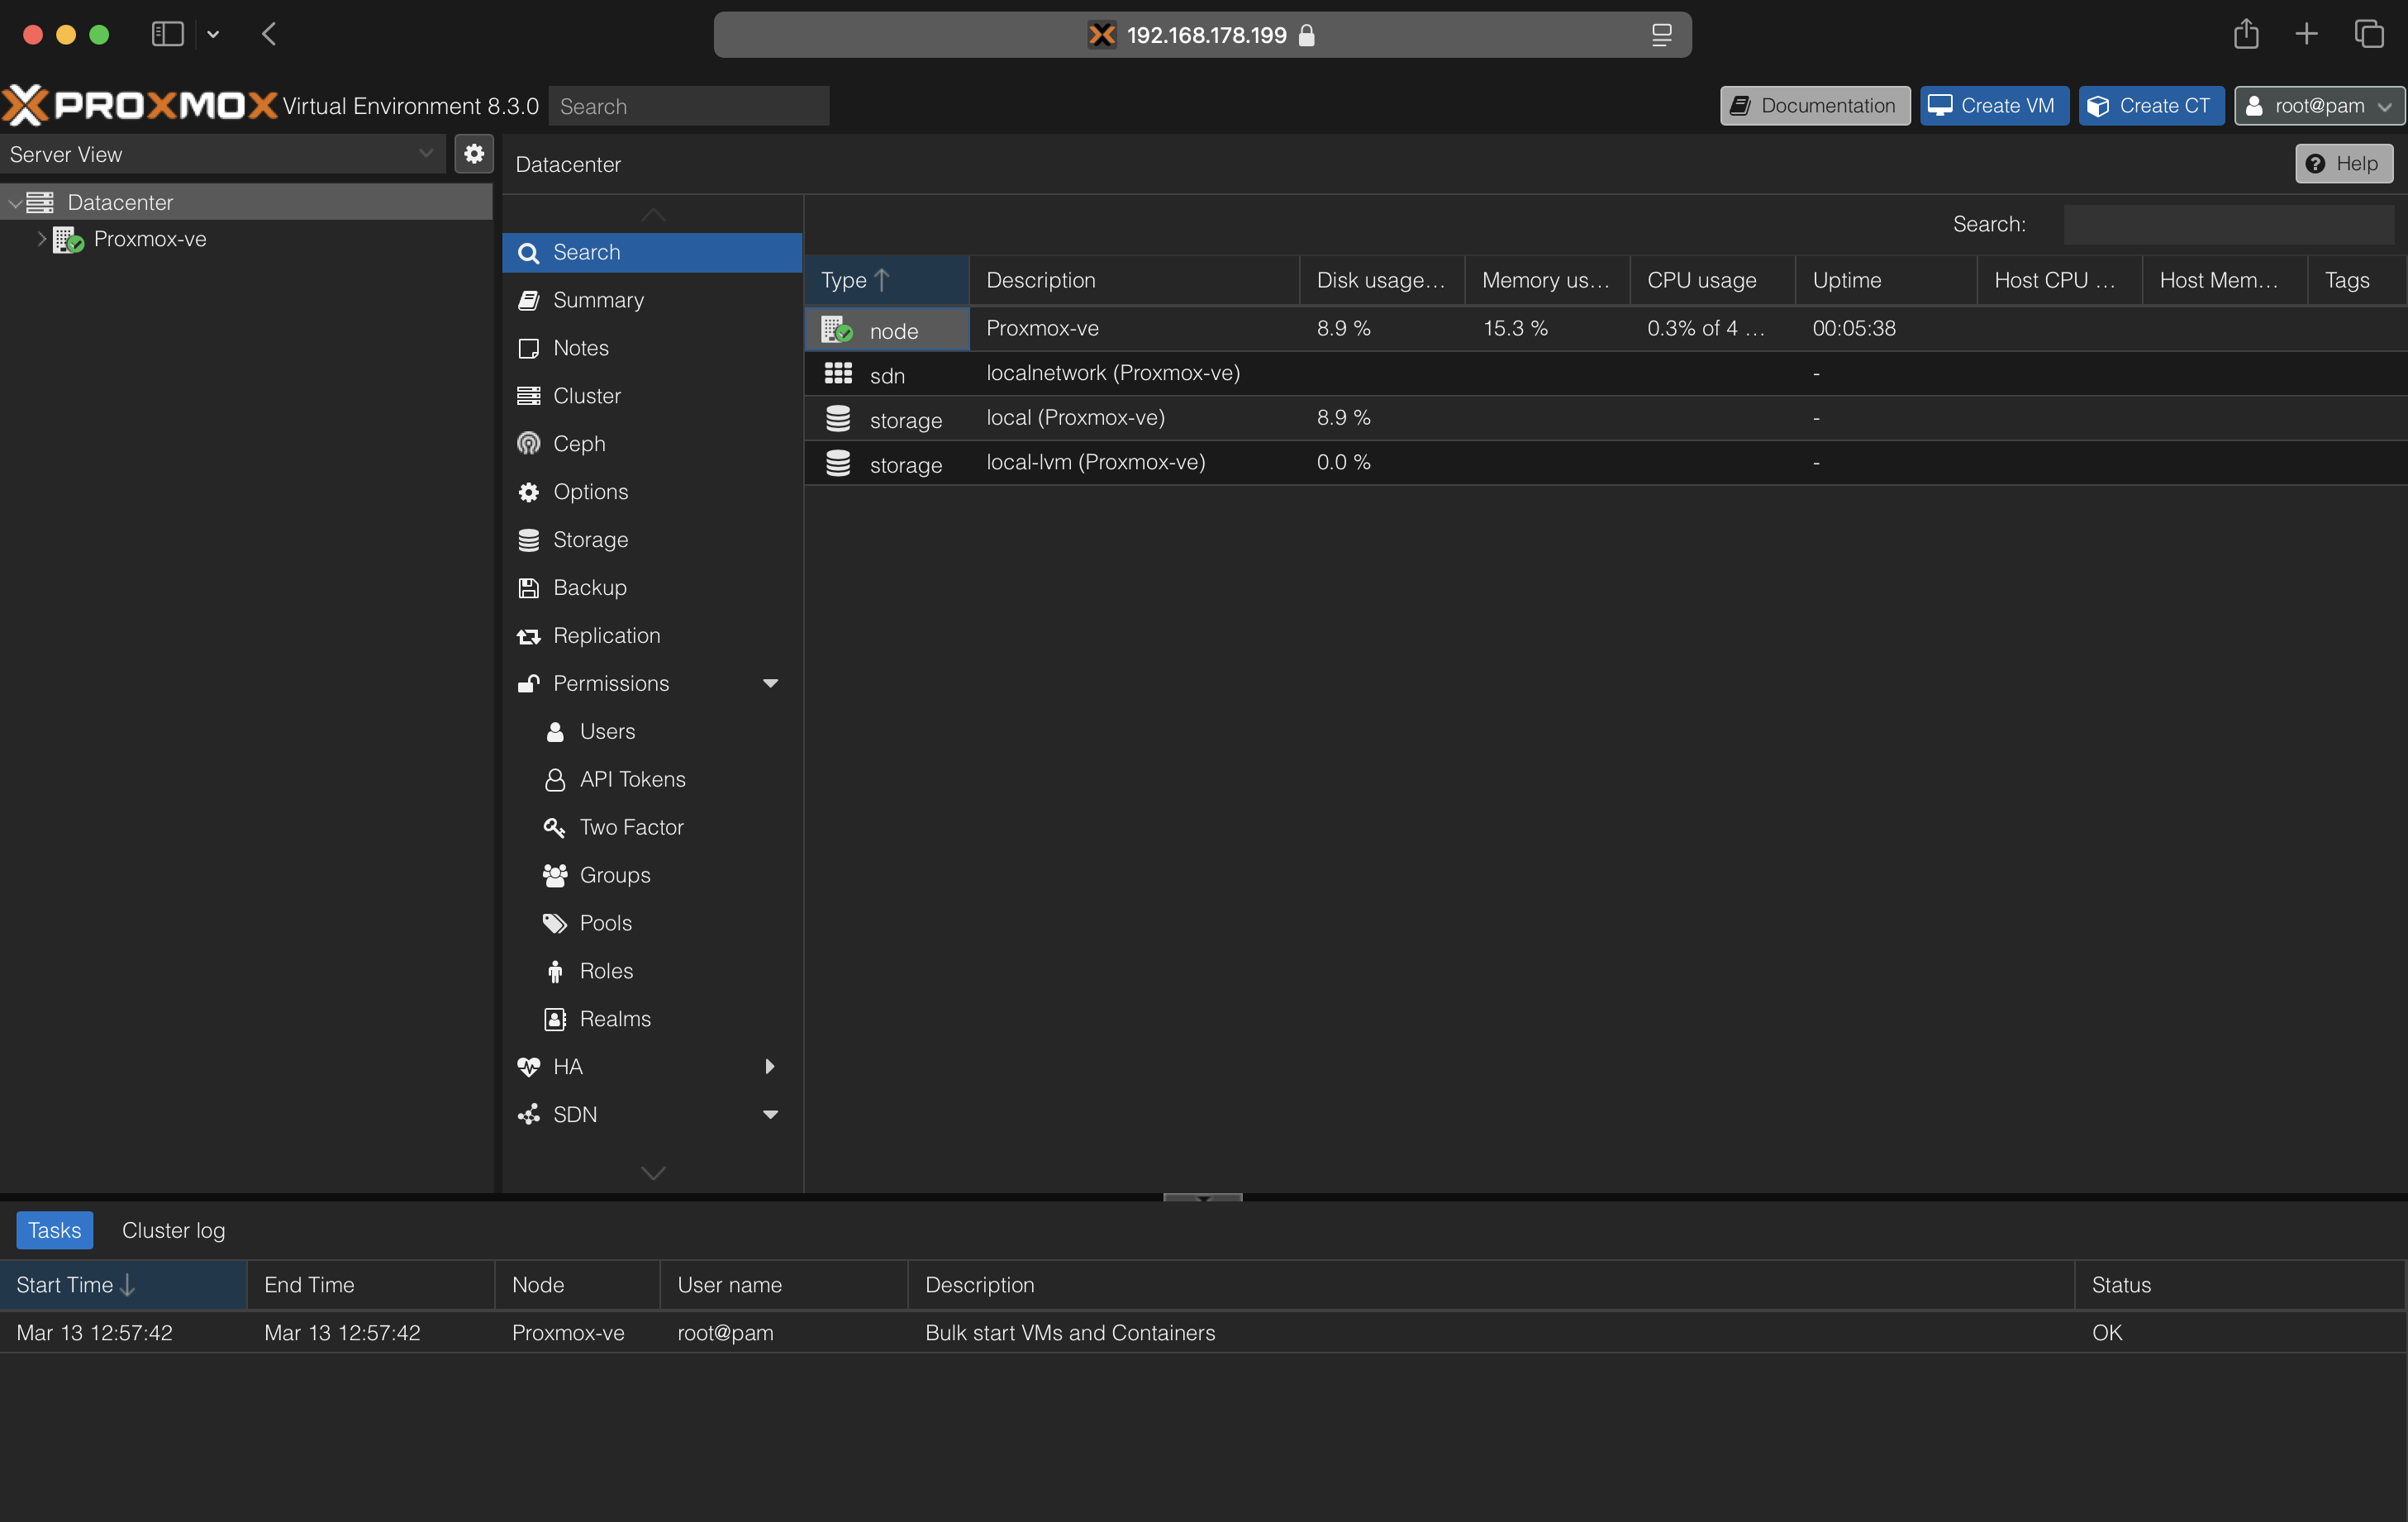 192.168.178.199
PROXMOX Virtual Environment 8.3.0 Search Documentation Create VM Create CT root@pam
Server View
Datacenter
Proxmox-ve
Datacenter Help
Search
Summary
Notes
Cluster
Ceph
Options
Storage
Backup
Replication
Permissions
Users
API Tokens
Two Factor
Groups
Pools
Roles
Realms
HA
SDN
Search:
Type Description Disk usage... Memory us... CPU usage Uptime Host CPU ... Host Mem... Tags
node Proxmox-ve 8.9 % 15.3 % 0.3% of 4 ... 00:05:38
sdn localnetwork (Proxmox-ve) -
storage local (Proxmox-ve) 8.9 % -
storage local-lvm (Proxmox-ve) 0.0 % -
Tasks Cluster log
Start Time End Time Node User name Description Status
Mar 13 12:57:42 Mar 13 12:57:42 Proxmox-ve root@pam Bulk start VMs and Containers OK